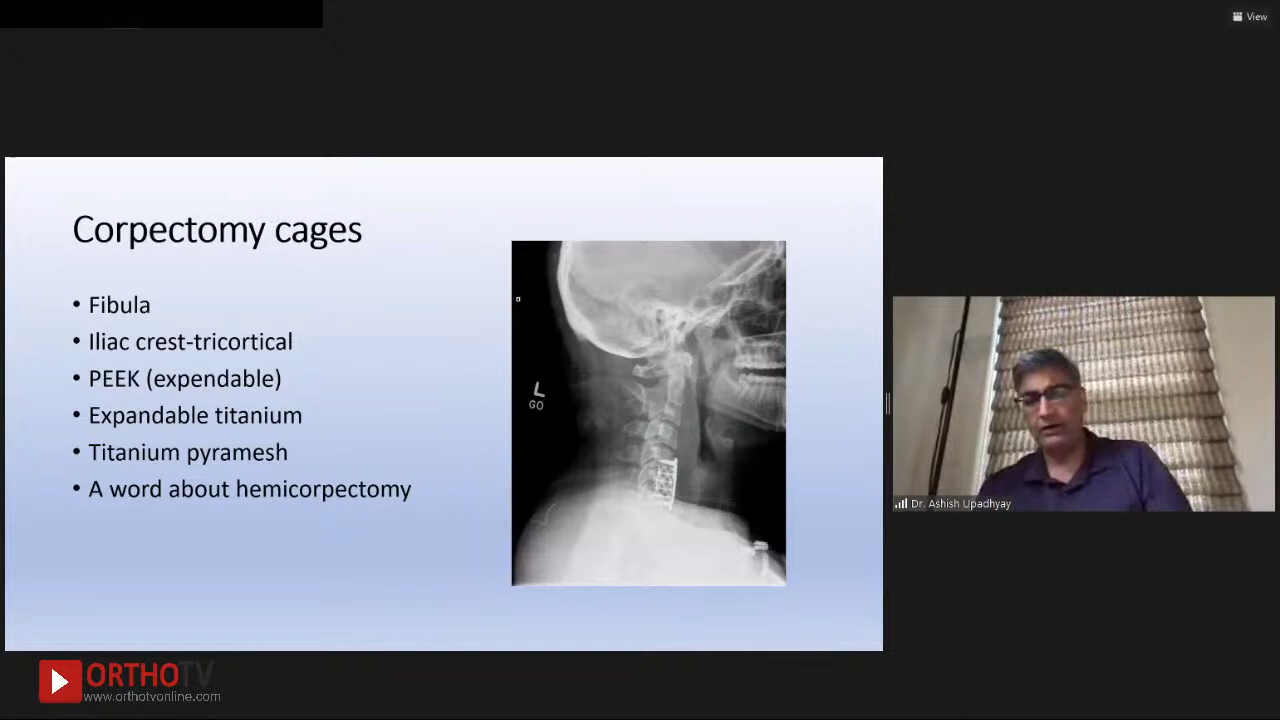 View
Corpectomy cages
• Fibula
• Iliac crest-tricortical
• PEEK (expendable)
• Expandable titanium
• Titanium pyramesh
• A word about hemicorpectomy
L
GO
Dr. Ashish Upadhyay
ORTHOTV
www.orthotvonline.com